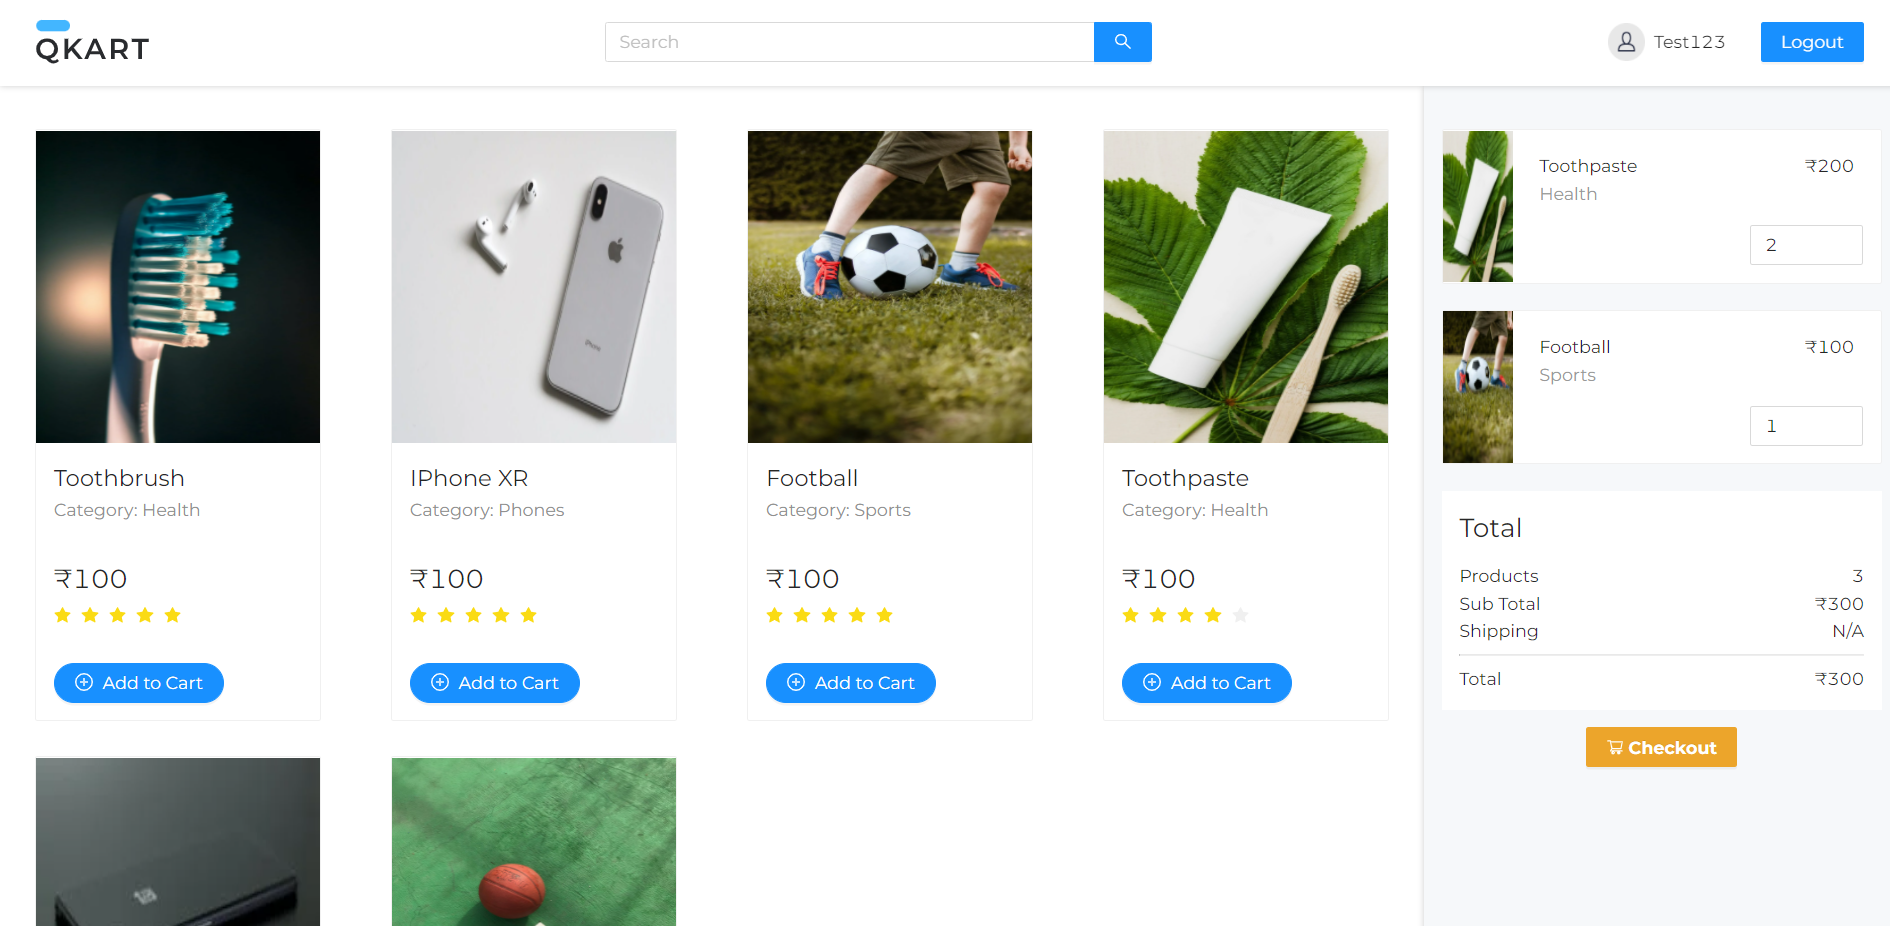 QKART
Search
Test123
Logout
Toothbrush
Category: Health
₹100
Add to Cart
IPhone XR
Category: Phones
₹100
Add to Cart
Football
Category: Sports
₹100
Add to Cart
Toothpaste
Category: Health
₹100
Add to Cart
Toothpaste ₹200
Health
2
Football ₹100
Sports
1
Total
Products 3
Sub Total ₹300
Shipping N/A
Total ₹300
Checkout